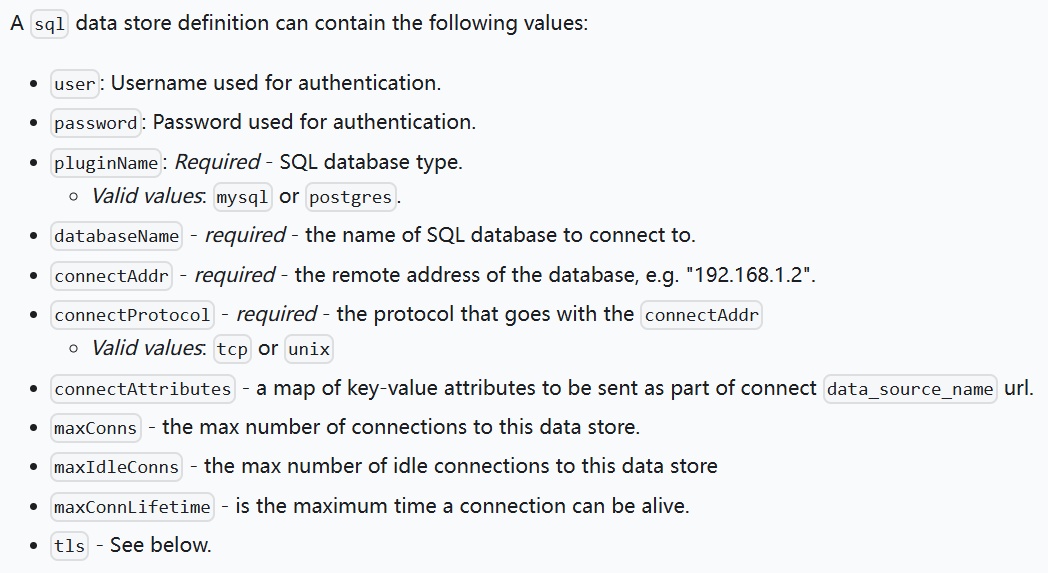 A sql data store definition can contain the following values:
user: Username used for authentication.
password: Password used for authentication.
pluginName: Required - SQL database type.
Valid values: mysql or postgres.
databaseName - required - the name of SQL database to connect to.
connectAddr - required - the remote address of the database, e.g. "192.168.1.2".
connectProtocol - required - the protocol that goes with the connectAddr
Valid values: tcp or unix
connectAttributes - a map of key-value attributes to be sent as part of connect data_source_name url.
maxConns - the max number of connections to this data store.
maxIdleConns - the max number of idle connections to this data store
maxConnLifetime - is the maximum time a connection can be alive.
tls - See below.